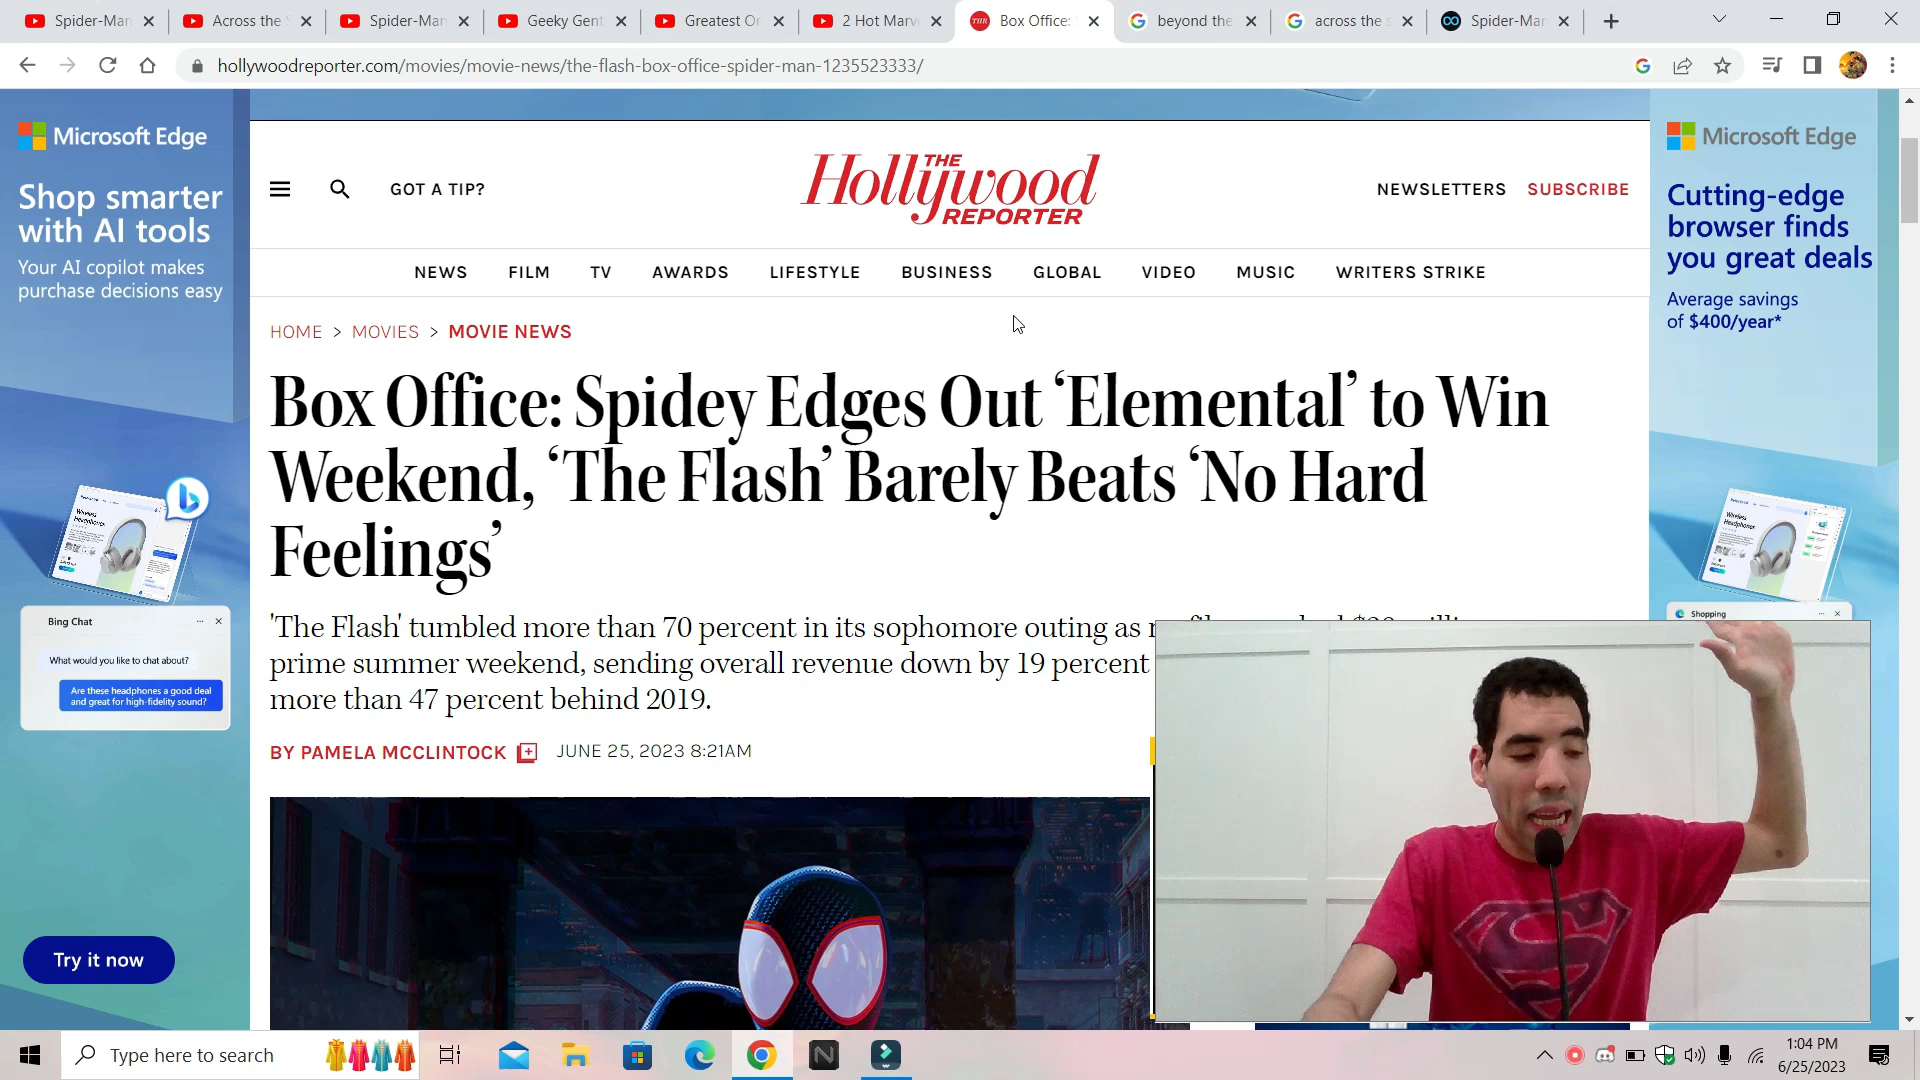 Spider-Man
Across the S
Spider-Man
Geeky Gent
Greatest Or
2 Hot Marve
THR
Box Office:
beyond the
across the s
Spider-Man
hollywoodreporter.com/movies/movie-news/the-flash-box-office-spider-man-1235523333/
Microsoft Edge
Shop smarter
with AI tools
Your AI copilot makes
purchase decisions easy
Bing Chat
What would you like to chat about?
Are these headphones a good deal
and great for high-fidelity sound?
Try it now
GOT A TIP?
THE
Hollywood
REPORTER
NEWSLETTERS
SUBSCRIBE
NEWS FILM TV AWARDS LIFESTYLE BUSINESS GLOBAL VIDEO MUSIC WRITERS STRIKE
HOME > MOVIES > MOVIE NEWS
Box Office: Spidey Edges Out ‘Elemental’ to Win
Weekend, ‘The Flash’ Barely Beats ‘No Hard
Feelings’
'The Flash' tumbled more than 70 percent in its sophomore outing as
prime summer weekend, sending overall revenue down by 19 percent
more than 47 percent behind 2019.
BY PAMELA MCCLINTOCK
JUNE 25, 2023 8:21AM
Microsoft Edge
Cutting-edge
browser finds
you great deals
Average savings
of $400/year*
Shopping
Type here to search
1:04 PM
6/25/2023